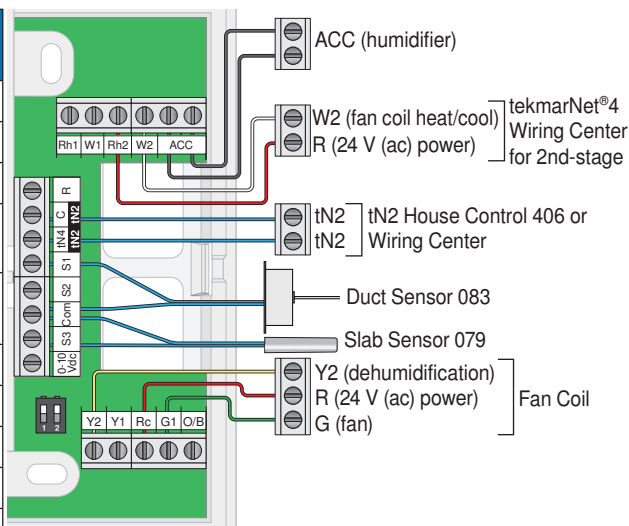 ACC (humidifier)
W2 (fan coil heat/cool)
R (24 V (ac) power)
tekmarNet®4
Wiring Center
for 2nd-stage
Rh1 W1 Rh2 W2 ACC
R
C tN2
tN4 tN2
S1
S2
Com
S3
0-10
Vdc
tN2
tN2
tN2 House Control 406 or
Wiring Center
Duct Sensor 083
Slab Sensor 079
Y2 (dehumidification)
R (24 V (ac) power)
G (fan)
Fan Coil
1 2
Y2 Y1 Rc G1 O/B